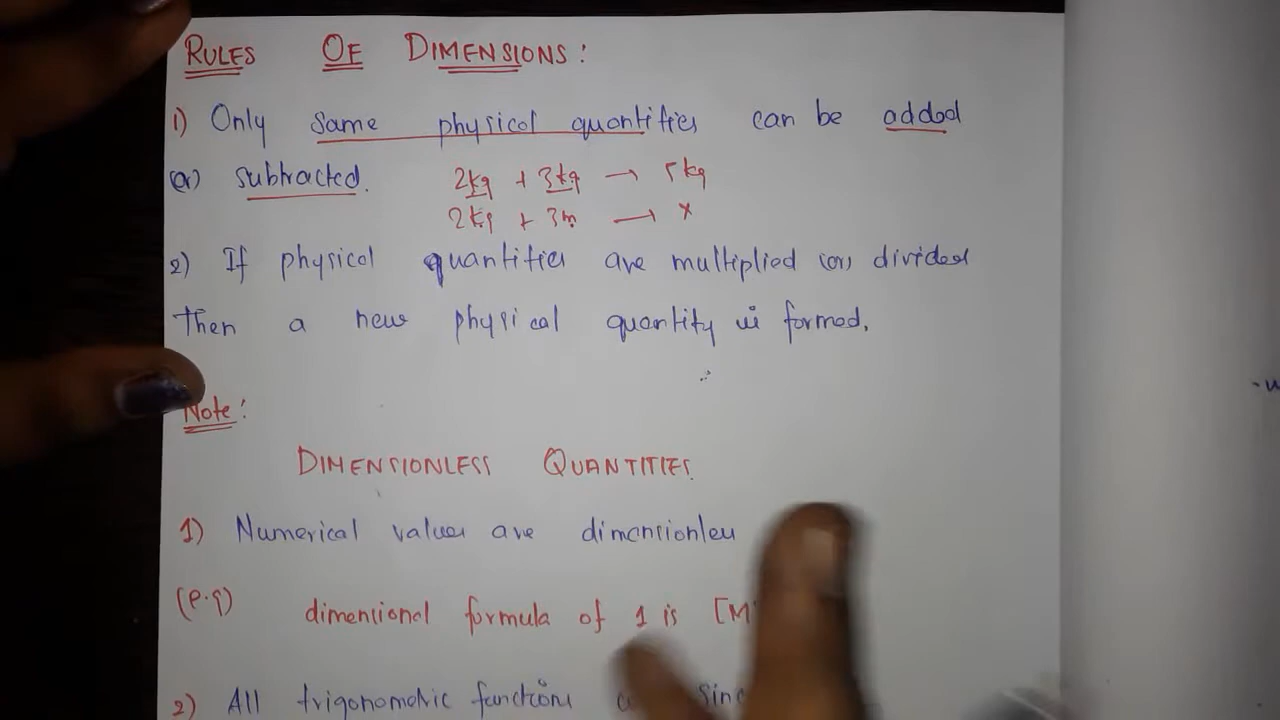 RULES OF DIMENSIONS:
1) Only same physical quantities can be added
(or) subtracted.
2kg + 3kg → 5kg
2kg + 3m → x
2) If physical quantities are multiplied (or) divided
Then a new physical quantity is formed.
Note:
DIMENSIONLESS QUANTITIES.
1) Numerical values are dimensionless
(e.g) dimensional formula of 1 is [M
2) All trigonometric functions